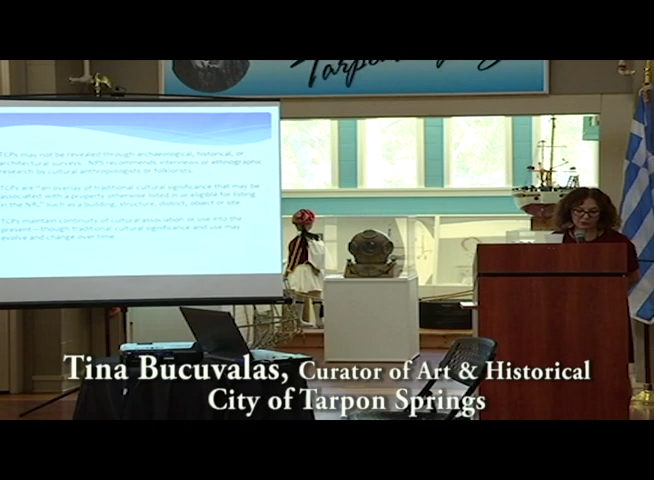 Tarpon
TCPs may not be revealed through archaeological, historical, or
architectural surveys. NPS recommends interviews or ethnographic
research by cultural anthropologists or folklorists
TCPs are "an overlay of traditional cultural significance that may be
associated with a property otherwise listed in or eligible for listing
in the NR," such as a building, structure, district, object or site
TCPs maintain continuity of cultural association or use into the
present—though traditional cultural significance and use may
evolve and change over time
Tina Bucuvalas, Curator of Art & Historical
City of Tarpon Springs